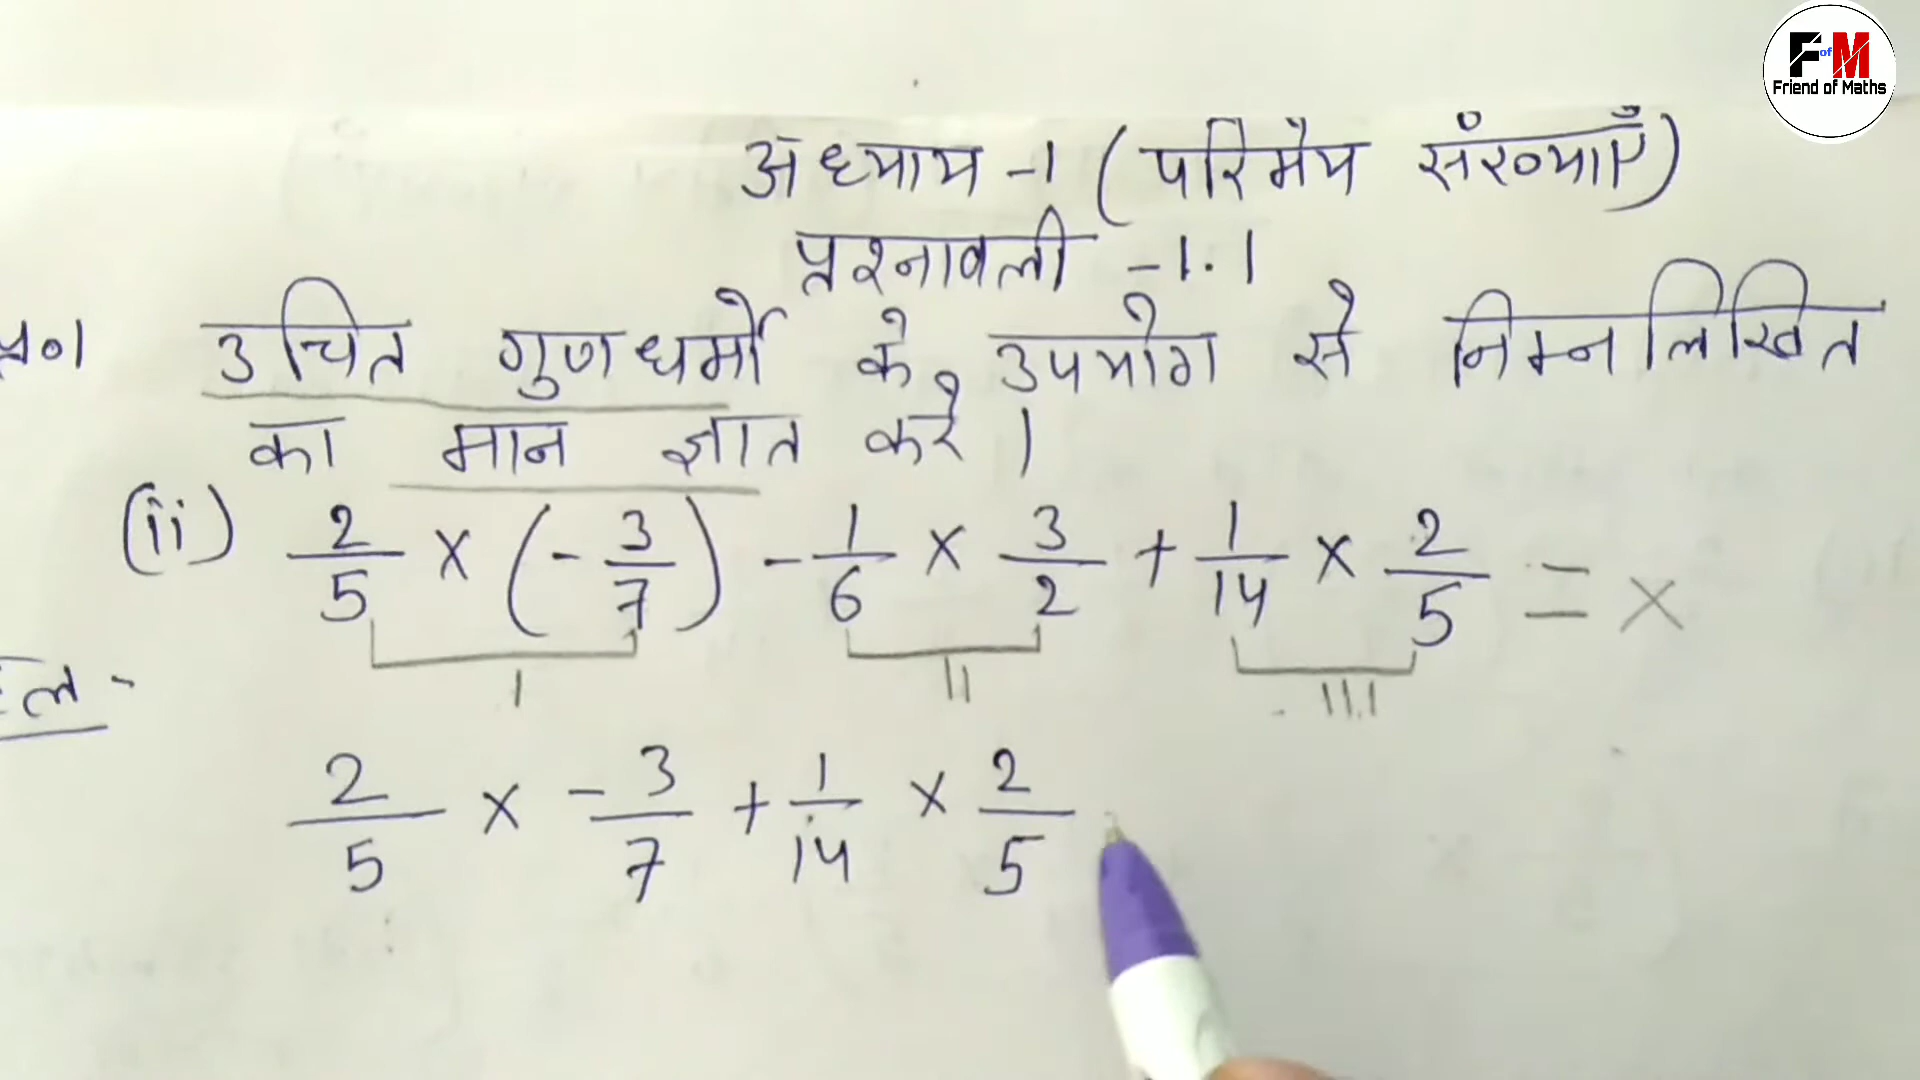 FofM
Friend of Maths
अध्याय -1 (परिमेय संख्याएँ)
प्रश्नावली -1.1
प्र०1 उचित गुणधर्मो के उपयोग से निम्नलिखित
का मान ज्ञात करे ।
(ii) 2/5 × (-3/7) - 1/6 × 3/2 + 1/14 × 2/5 = ×
I II III
हल -
2/5 × -3/7 + 1/14 × 2/5